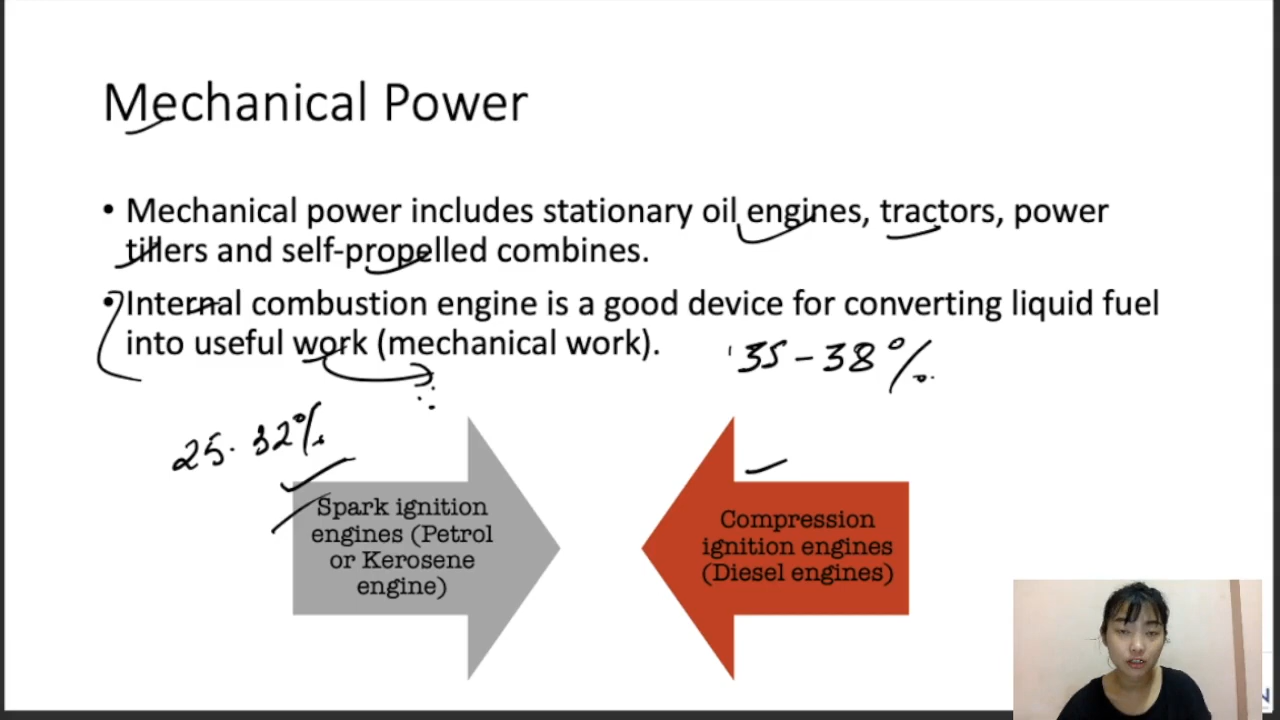 Mechanical Power
• Mechanical power includes stationary oil engines, tractors, power
tillers and self-propelled combines.
• Internal combustion engine is a good device for converting liquid fuel
into useful work (mechanical work).
35-38%
25-32%
Spark ignition
engines (Petrol
or Kerosene
engine)
Compression
ignition engines
(Diesel engines)
N